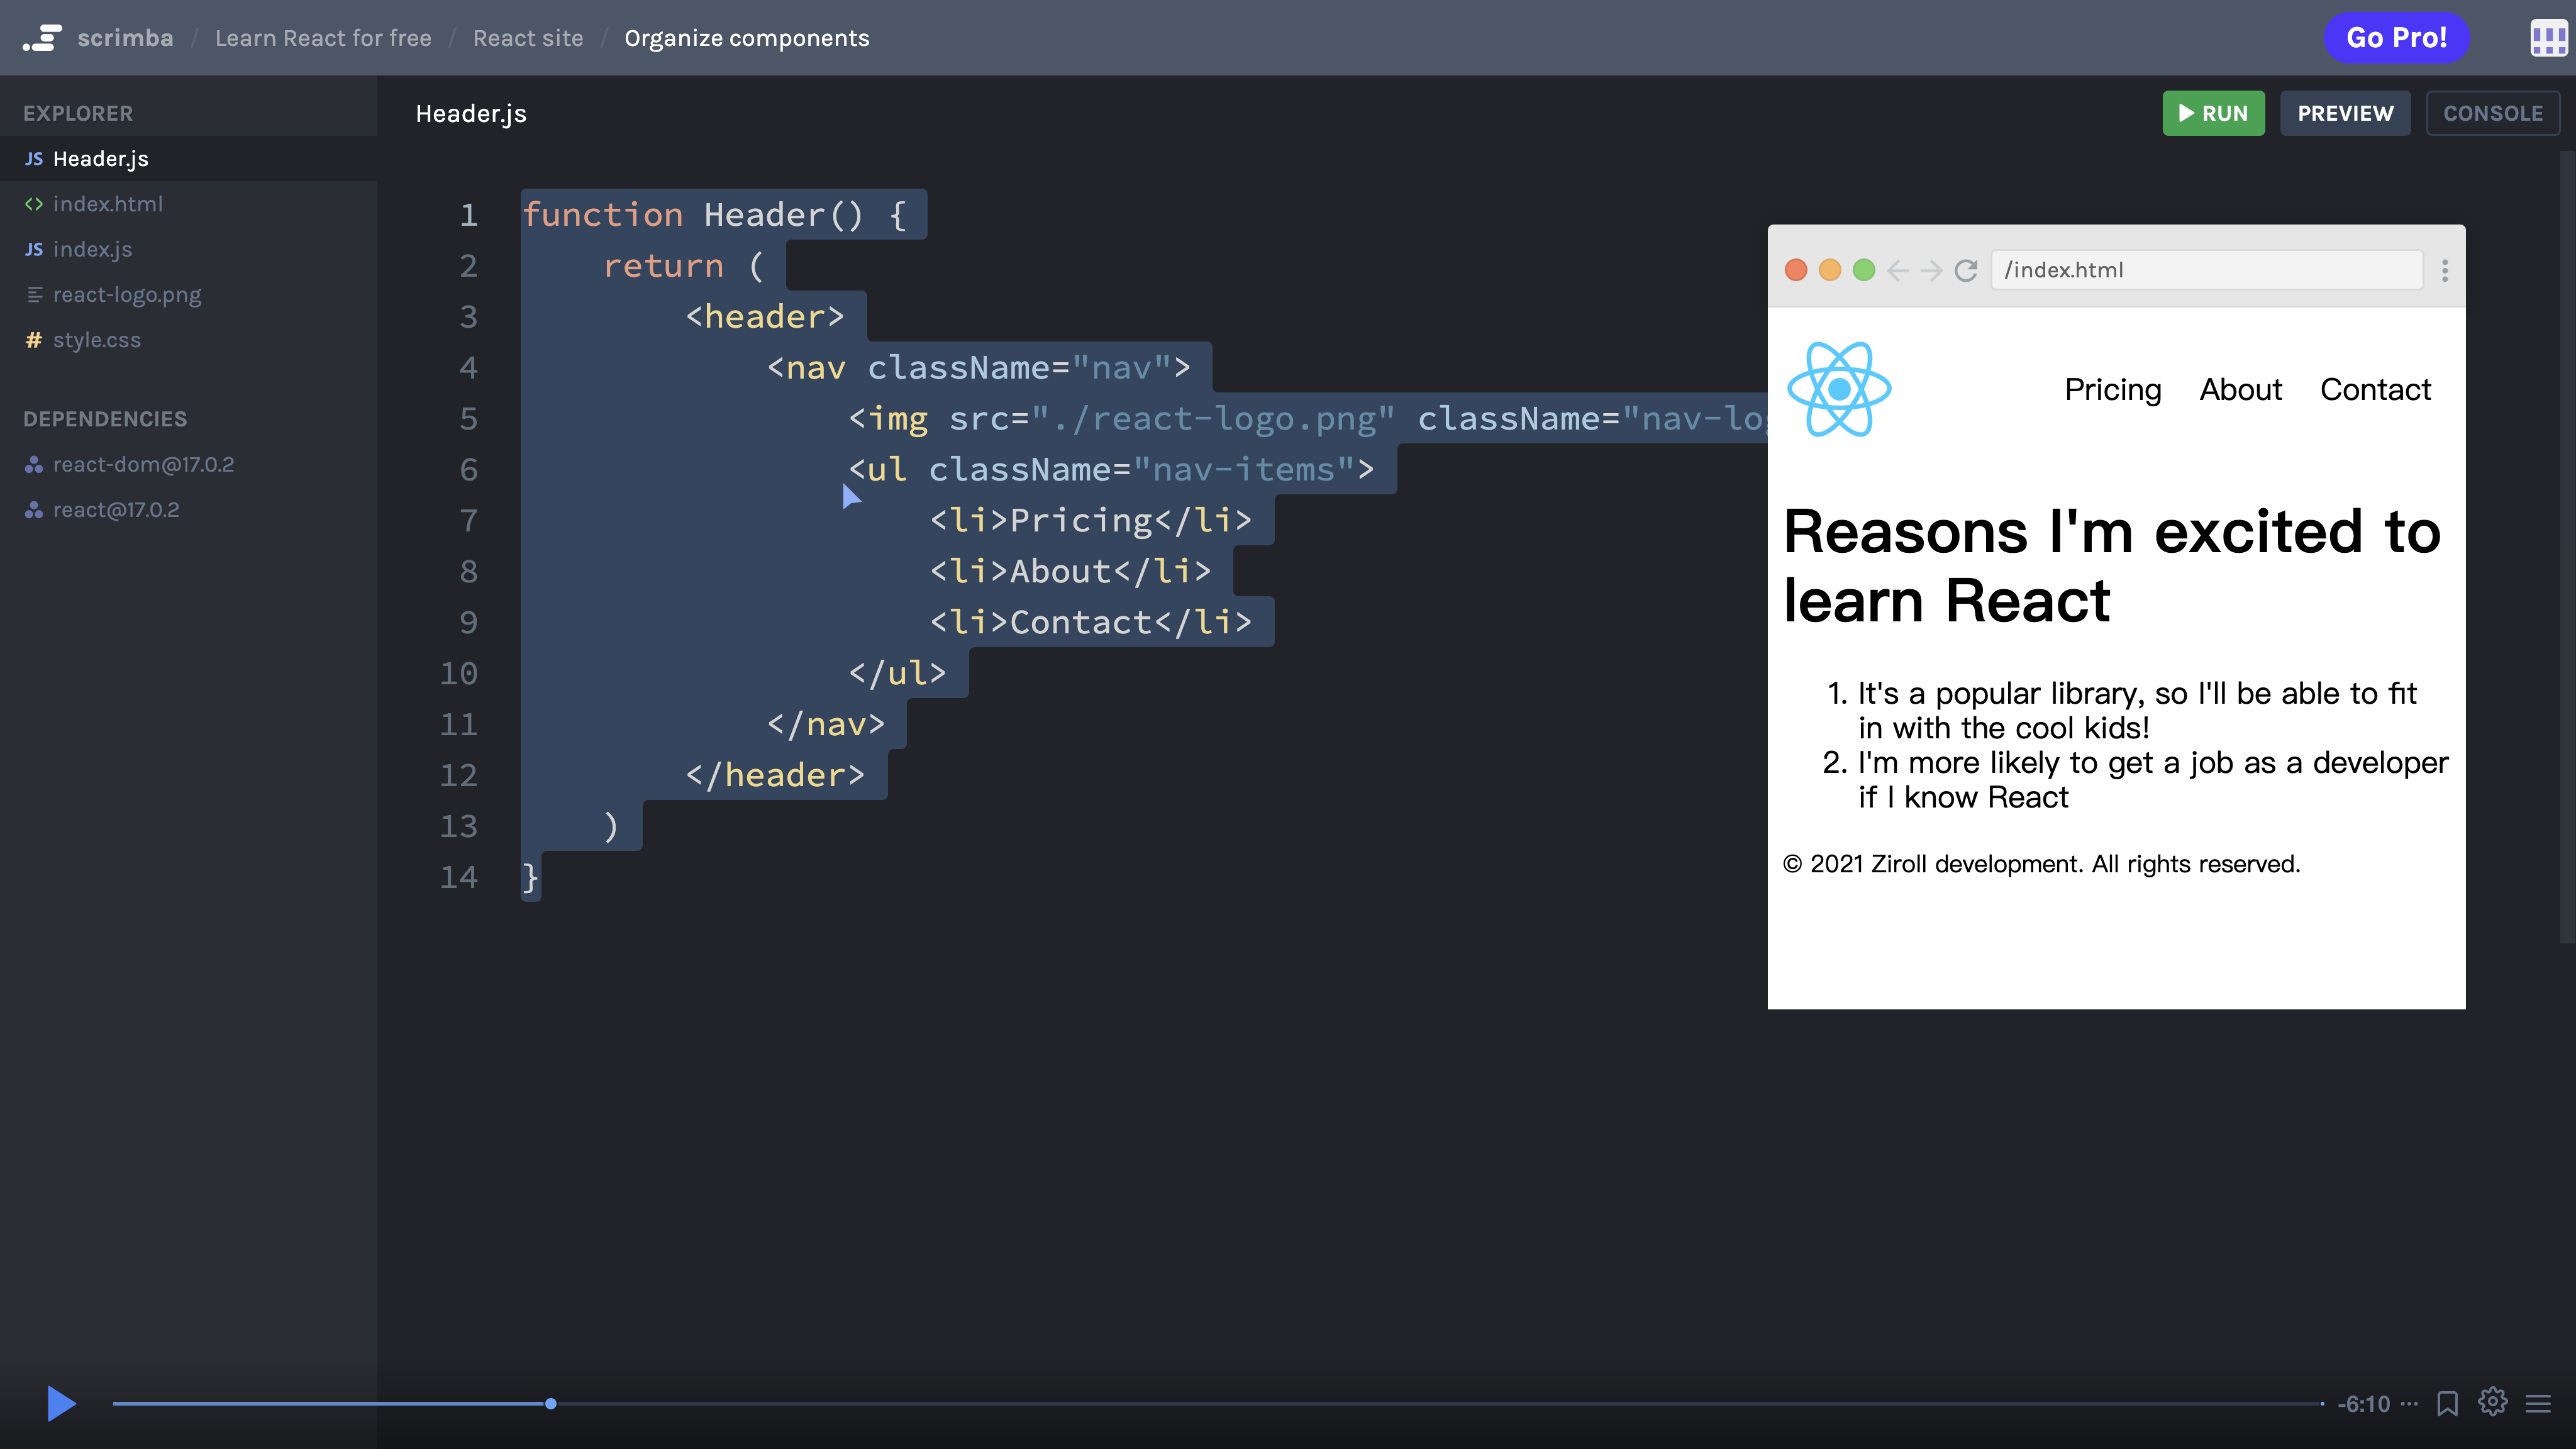 scrimba / Learn React for free / React site / Organize components
Go Pro!
EXPLORER
JS Header.js
<> index.html
JS index.js
react-logo.png
# style.css
DEPENDENCIES
react-dom@17.0.2
react@17.0.2
Header.js
RUN PREVIEW CONSOLE
1 function Header() {
2 return (
3 <header>
4 <nav className="nav">
5 <img src="./react-logo.png" className="nav-lo
6 <ul className="nav-items">
7 <li>Pricing</li>
8 <li>About</li>
9 <li>Contact</li>
10 </ul>
11 </nav>
12 </header>
13 )
14 }
/index.html
Pricing About Contact
Reasons I'm excited to
learn React
1. It's a popular library, so I'll be able to fit
in with the cool kids!
2. I'm more likely to get a job as a developer
if I know React
© 2021 Ziroll development. All rights reserved.
-6:10